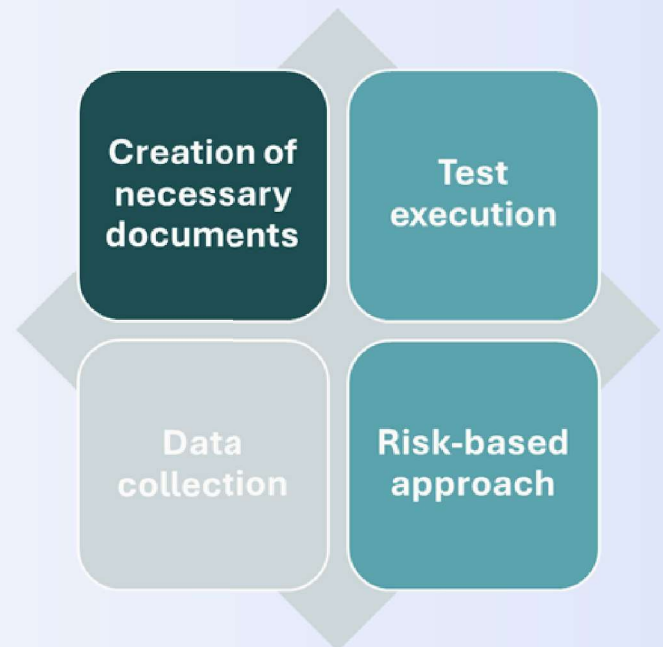 Creation of
necessary
documents
Test
execution
Data
collection
Risk-based
approach